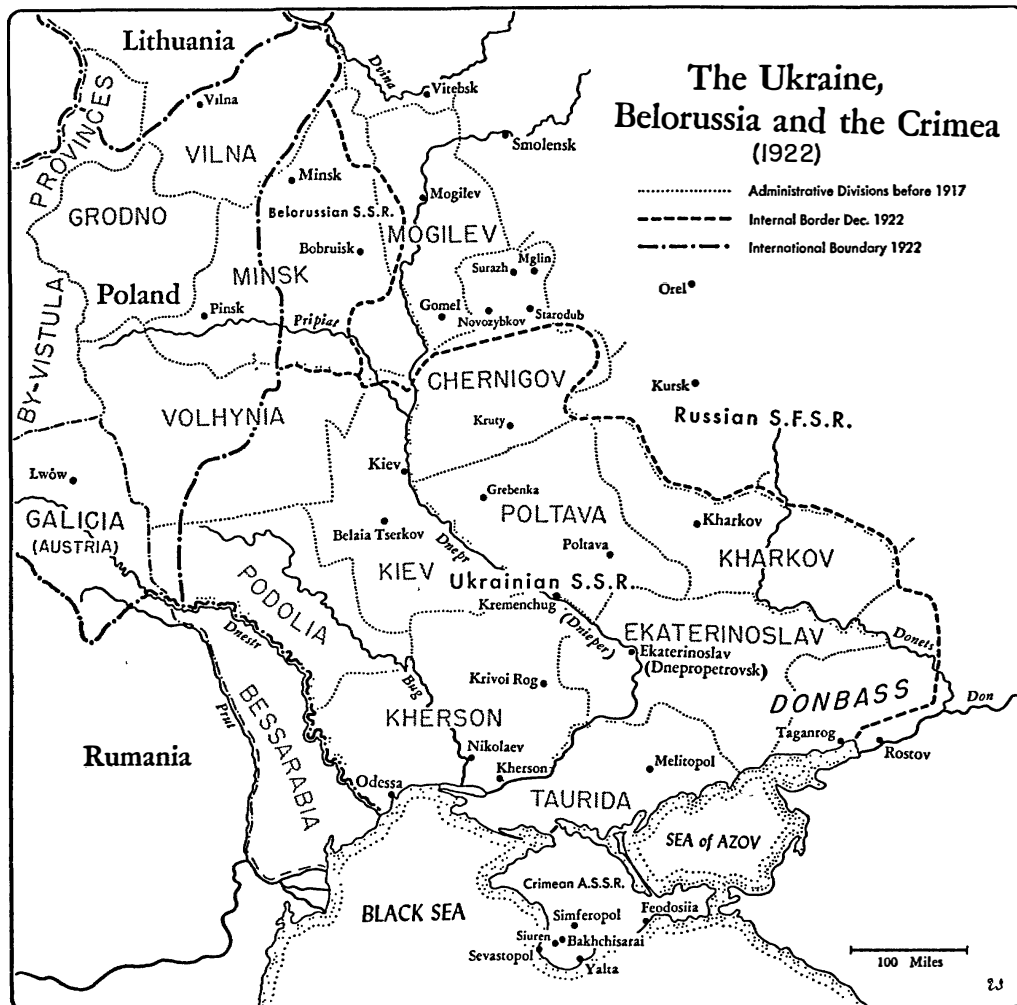 The Ukraine,
Belorussia and the Crimea
(1922)
Administrative Divisions before 1917
Internal Border Dec. 1922
International Boundary 1922
Lithuania
Dvina
Vitebsk
Vilna
PROVINCES
VILNA
Smolensk
Minsk
Mogilev
GRODNO
Belorussian S.S.R.
MOGILEV
Bobruisk
Surazh
Mglin
MINSK
Orel
Poland
Pinsk
Pripiat
Gomel
Novozybkov
Starodub
BY-VISTULA
CHERNIGOV
Kursk
VOLHYNIA
Kruty
Russian S.F.S.R.
Lwów
Kiev
Grebenka
GALICIA
(AUSTRIA)
Belaia Tserkov
Dnepr
POLTAVA
Kharkov
Poltava
KHARKOV
KIEV
PODOLIA
Ukrainian S.S.R.
Kremenchug
(Dnieper)
Dnestr
EKATERINOSLAV
Donets
Ekaterinoslav
(Dnepropetrovsk)
Bug
Krivoi Rog
DONBASS
Don
Prut
BESSARABIA
KHERSON
Taganrog
Rostov
Rumania
Nikolaev
Kherson
Melitopol
Odessa
TAURIDA
SEA of AZOV
Crimean A.S.S.R.
BLACK SEA
Feodosiia
Simferopol
Siuren
Bakhchisarai
Sevastopol
Yalta
100 Miles